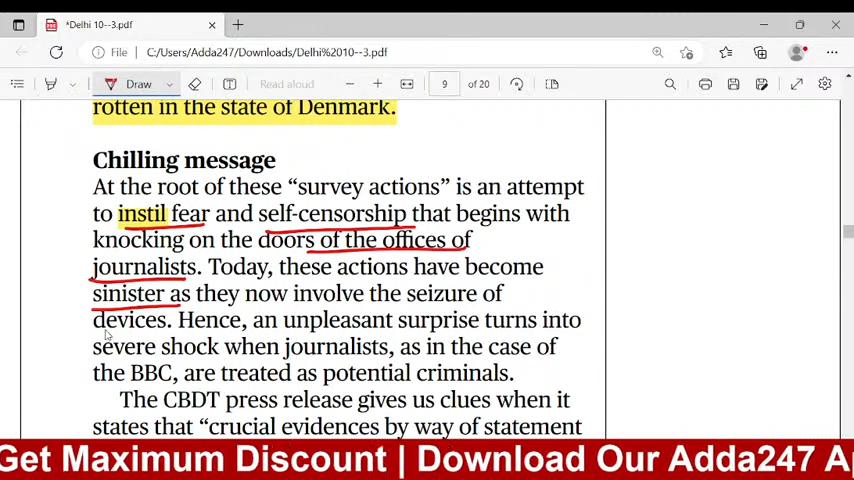 *Delhi 10--3.pdf
File
C:/Users/Adda247/Downloads/Delhi%2010--3.pdf
Draw
Read aloud
9
of 20
rotten in the state of Denmark.
Chilling message
At the root of these “survey actions” is an attempt
to instil fear and self-censorship that begins with
knocking on the doors of the offices of
journalists. Today, these actions have become
sinister as they now involve the seizure of
devices. Hence, an unpleasant surprise turns into
severe shock when journalists, as in the case of
the BBC, are treated as potential criminals.
The CBDT press release gives us clues when it
states that “crucial evidences by way of statement
Get Maximum Discount | Download Our Adda247 A